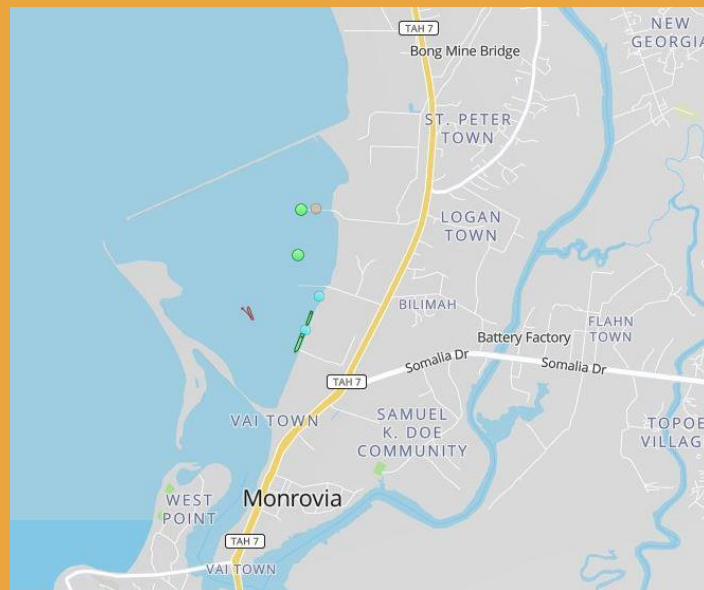 NEW
GEORGIA
TAH 7
Bong Mine Bridge
ST. PETER
TOWN
LOGAN
TOWN
BILIMAH
FLAHN
TOWN
Battery Factory
Somalia Dr
Somalia Dr
TAH 7
VAI TOWN
SAMUEL
K. DOE
COMMUNITY
TOPOE
VILLAG
WEST
POINT
Monrovia
TAH 7
VAI TOWN